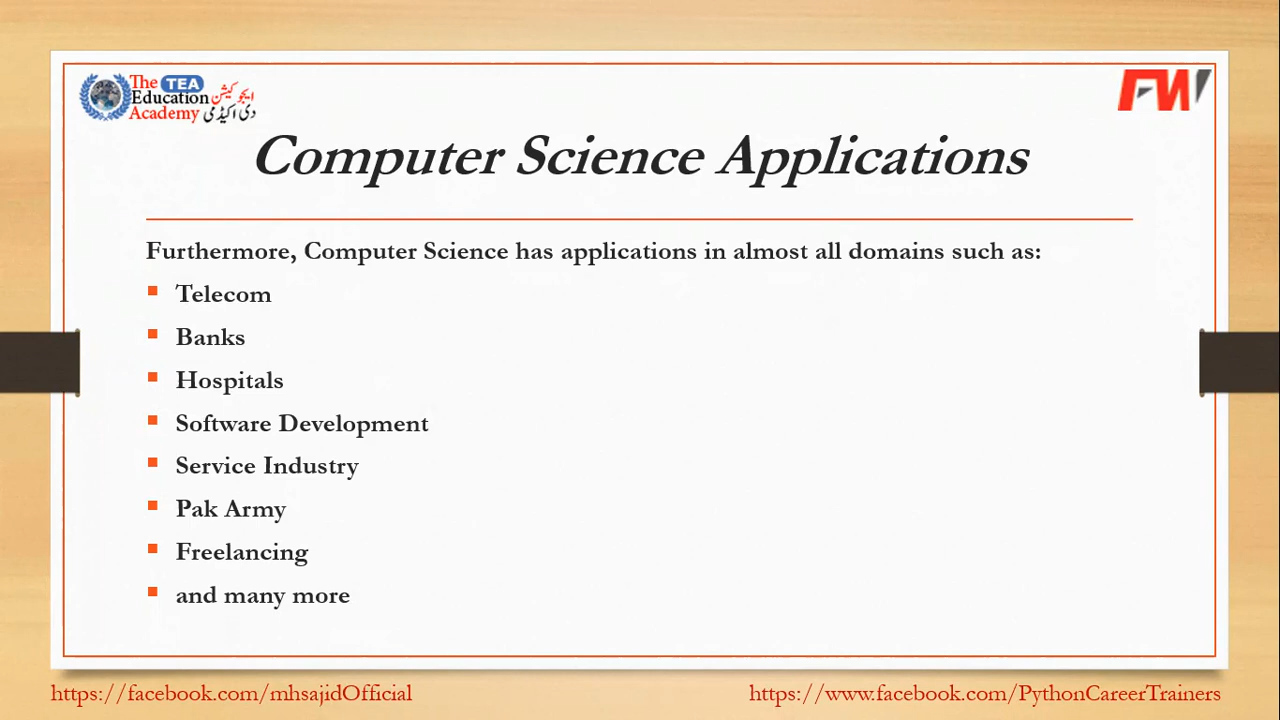 The TEA
Education ایجوکیشن
Academy دی اکیڈمی
FW
Computer Science Applications
Furthermore, Computer Science has applications in almost all domains such as:
Telecom
Banks
Hospitals
Software Development
Service Industry
Pak Army
Freelancing
and many more
https://facebook.com/mhsajidOfficial
https://www.facebook.com/PythonCareerTrainers